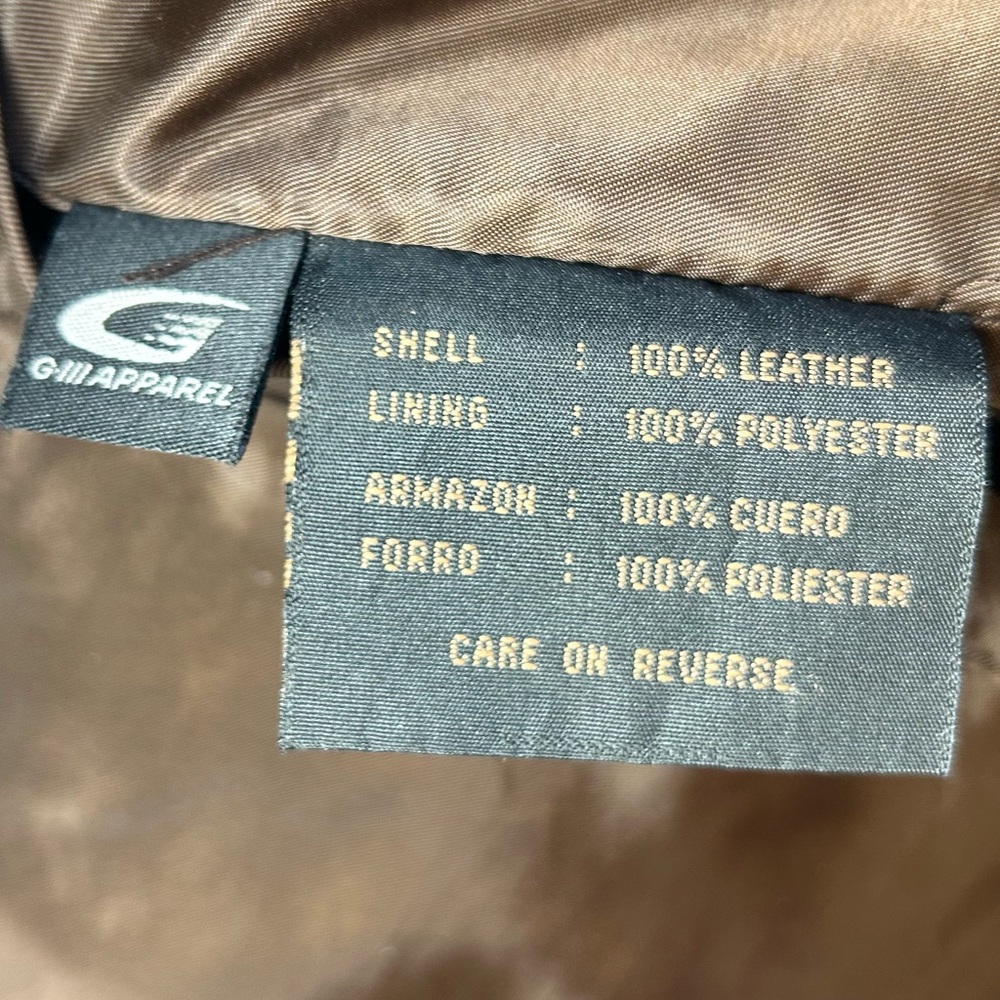 G-III APPAREL
SHELL : 100% LEATHER
LINING : 100% POLYESTER
ARMAZON : 100% CUERO
FORRO : 100% POLIESTER
CARE ON REVERSE